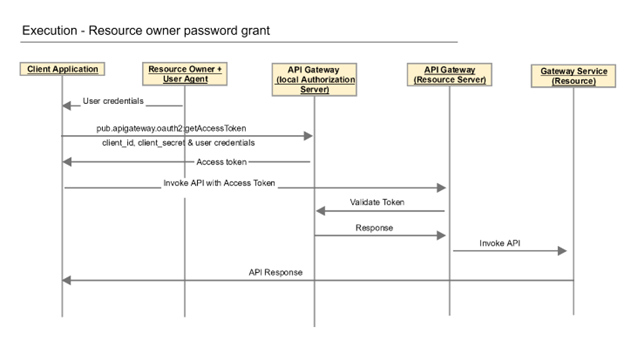 Execution - Resource owner password grant
Client Application
Resource Owner +
User Agent
API Gateway
(local Authorization
Server)
API Gateway
(Resource Server)
Gateway Service
(Resource)
User credentials
pub.apigateway.oauth2:getAccessToken
client_id, client_secret & user credentials
Access token
Invoke API with Access Token
Validate Token
Response
Invoke API
API Response